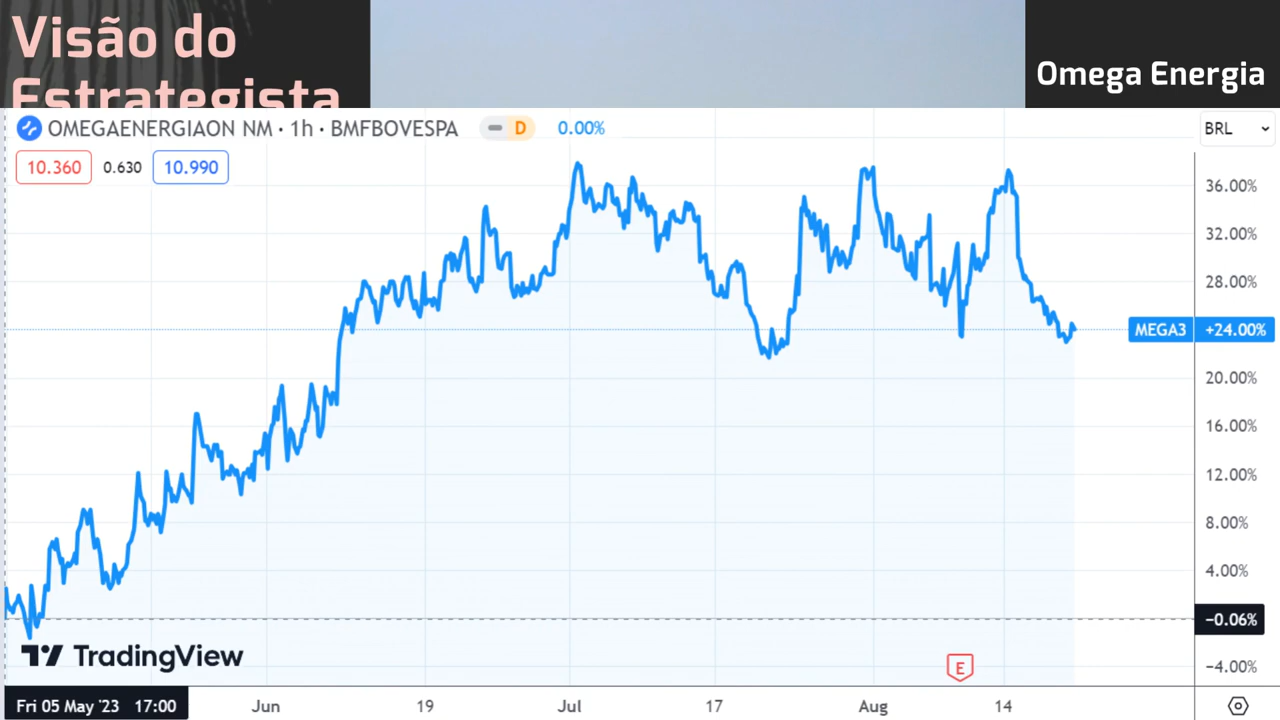 Visão do
Estrategista
Omega Energia
OMEGAENERGIAON NM · 1h · BMFBOVESPA
D
0.00%
BRL
10.360
0.630
10.990
36.00%
32.00%
28.00%
MEGA3
+24.00%
20.00%
16.00%
12.00%
8.00%
4.00%
−0.06%
−4.00%
TradingView
E
Fri 05 May '23 17:00
Jun
19
Jul
17
Aug
14